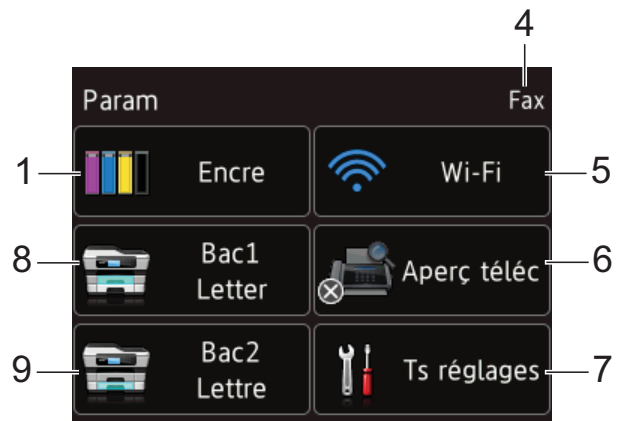 4
Param Fax
1 Encre Wi-Fi 5
8 Bac1 Letter Aperç téléc 6
9 Bac2 Lettre Ts réglages 7